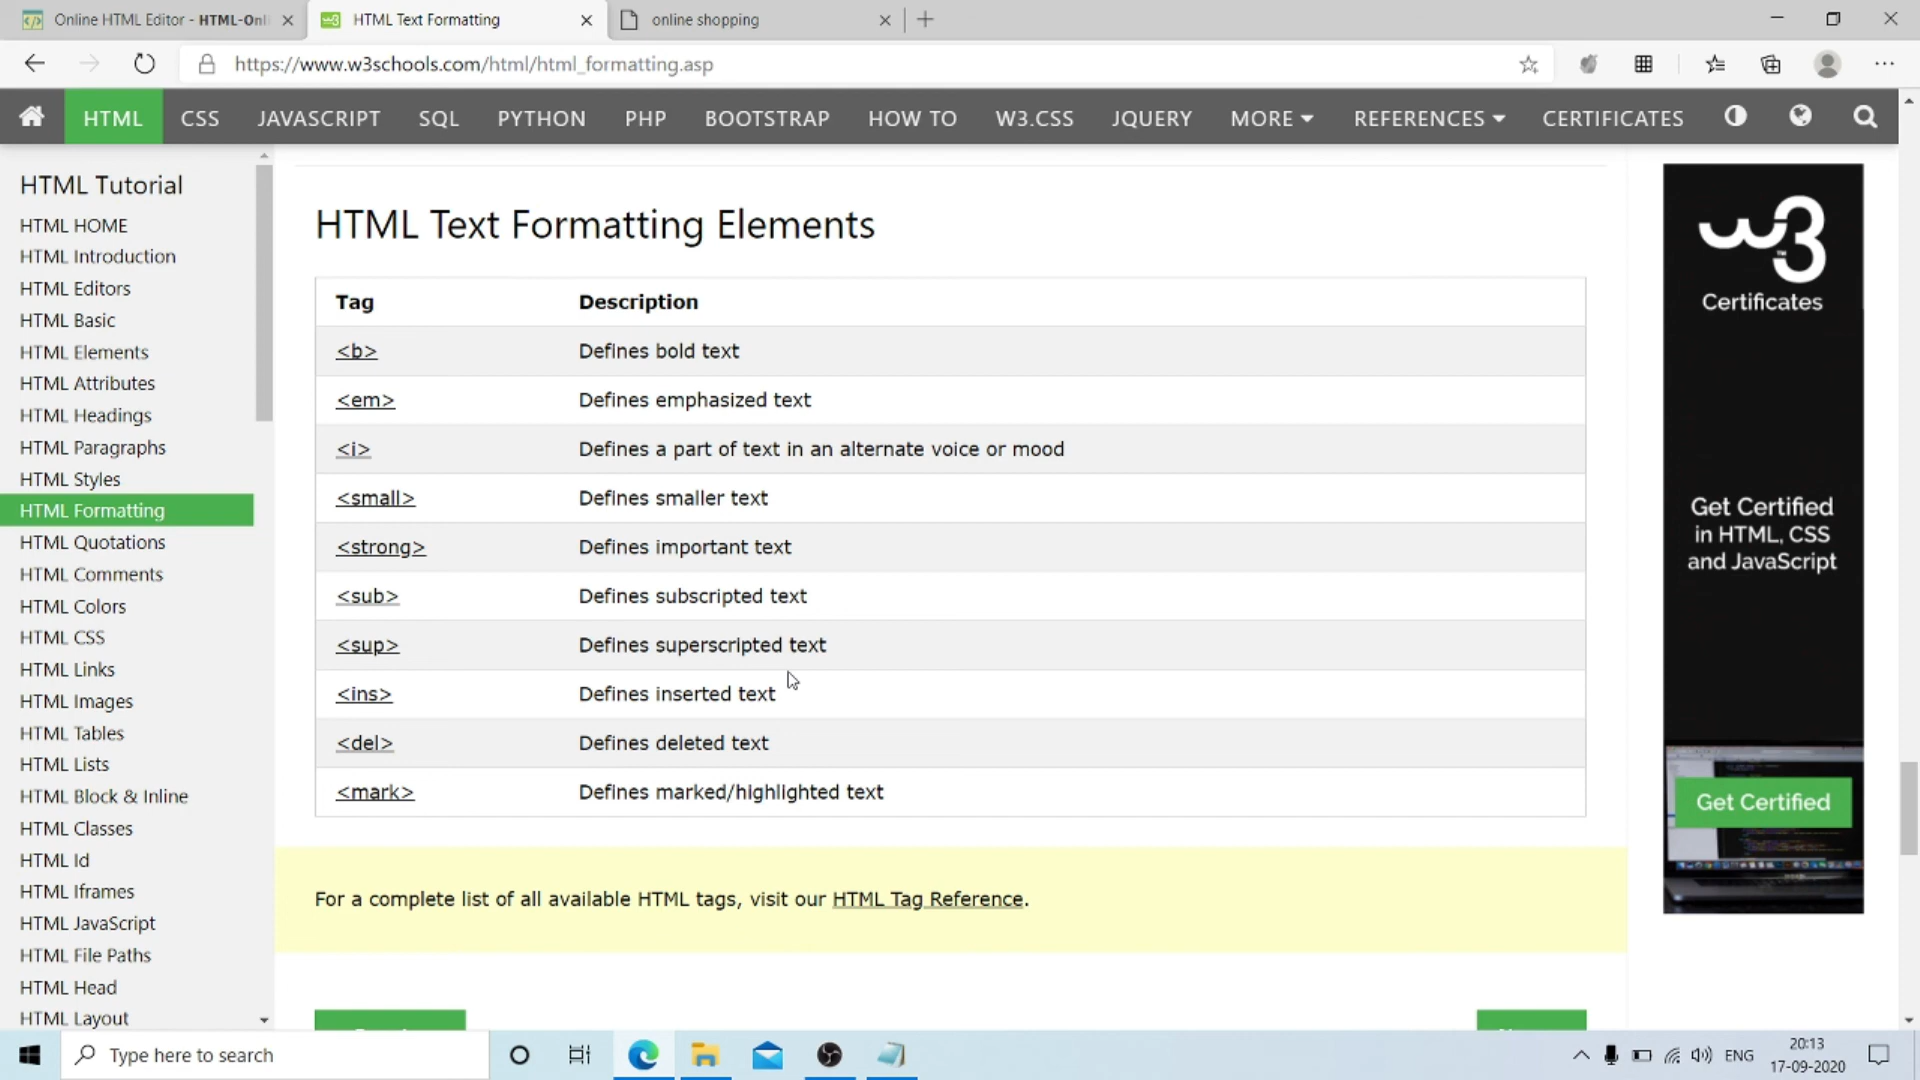 Online HTML Editor - HTML-Onl
HTML Text Formatting
online shopping
https://www.w3schools.com/html/html_formatting.asp
HTML
CSS
JAVASCRIPT
SQL
PYTHON
PHP
BOOTSTRAP
HOW TO
W3.CSS
JQUERY
MORE
REFERENCES
CERTIFICATES
HTML Tutorial
HTML HOME
HTML Introduction
HTML Editors
HTML Basic
HTML Elements
HTML Attributes
HTML Headings
HTML Paragraphs
HTML Styles
HTML Formatting
HTML Quotations
HTML Comments
HTML Colors
HTML CSS
HTML Links
HTML Images
HTML Tables
HTML Lists
HTML Block & Inline
HTML Classes
HTML Id
HTML Iframes
HTML JavaScript
HTML File Paths
HTML Head
HTML Layout
HTML Text Formatting Elements
Tag Description
<b> Defines bold text
<em> Defines emphasized text
<i> Defines a part of text in an alternate voice or mood
<small> Defines smaller text
<strong> Defines important text
<sub> Defines subscripted text
<sup> Defines superscripted text
<ins> Defines inserted text
<del> Defines deleted text
<mark> Defines marked/highlighted text
For a complete list of all available HTML tags, visit our HTML Tag Reference.
w3
Certificates
Get Certified
in HTML, CSS
and JavaScript
Get Certified
Type here to search
ENG
20:13
17-09-2020